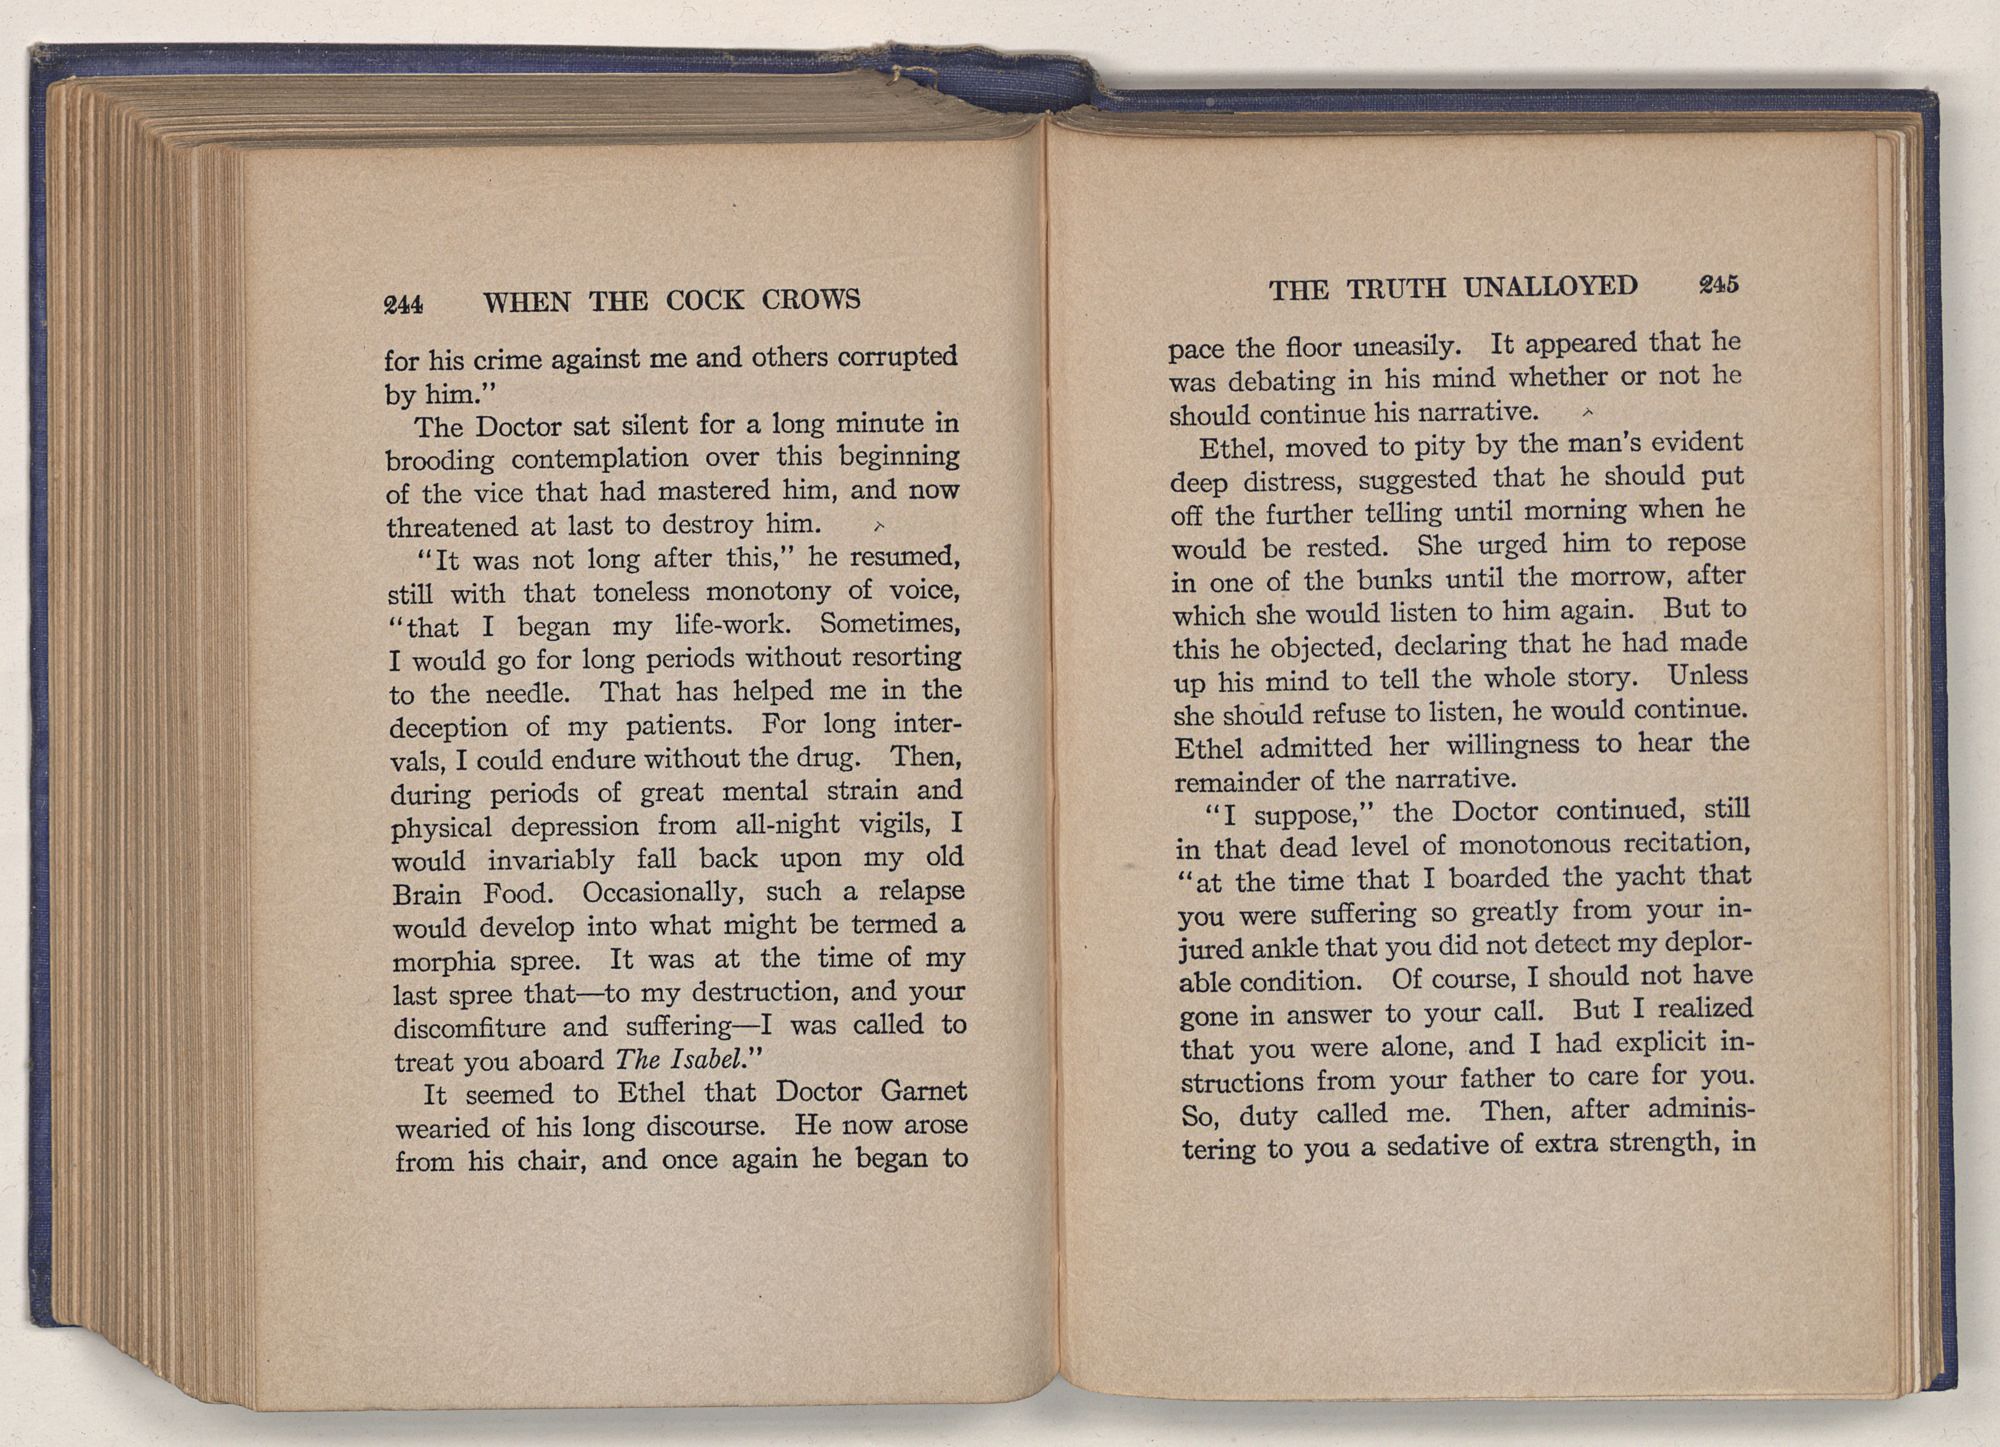 244 WHEN THE COCK CROWS
for his crime against me and others corrupted
by him.”
The Doctor sat silent for a long minute in
brooding contemplation over this beginning
of the vice that had mastered him, and now
threatened at last to destroy him.
“It was not long after this,” he resumed,
still with that toneless monotony of voice,
“that I began my life-work. Sometimes,
I would go for long periods without resorting
to the needle. That has helped me in the
deception of my patients. For long inter-
vals, I could endure without the drug. Then,
during periods of great mental strain and
physical depression from all-night vigils, I
would invariably fall back upon my old
Brain Food. Occasionally, such a relapse
would develop into what might be termed a
morphia spree. It was at the time of my
last spree that—to my destruction, and your
discomfiture and suffering—I was called to
treat you aboard The Isabel.”
It seemed to Ethel that Doctor Garnet
wearied of his long discourse. He now arose
from his chair, and once again he began to
THE TRUTH UNALLOYED 245
pace the floor uneasily. It appeared that he
was debating in his mind whether or not he
should continue his narrative.
Ethel, moved to pity by the man’s evident
deep distress, suggested that he should put
off the further telling until morning when he
would be rested. She urged him to repose
in one of the bunks until the morrow, after
which she would listen to him again. But to
this he objected, declaring that he had made
up his mind to tell the whole story. Unless
she should refuse to listen, he would continue.
Ethel admitted her willingness to hear the
remainder of the narrative.
“I suppose,” the Doctor continued, still
in that dead level of monotonous recitation,
“at the time that I boarded the yacht that
you were suffering so greatly from your in-
jured ankle that you did not detect my deplor-
able condition. Of course, I should not have
gone in answer to your call. But I realized
that you were alone, and I had explicit in-
structions from your father to care for you.
So, duty called me. Then, after adminis-
tering to you a sedative of extra strength, in